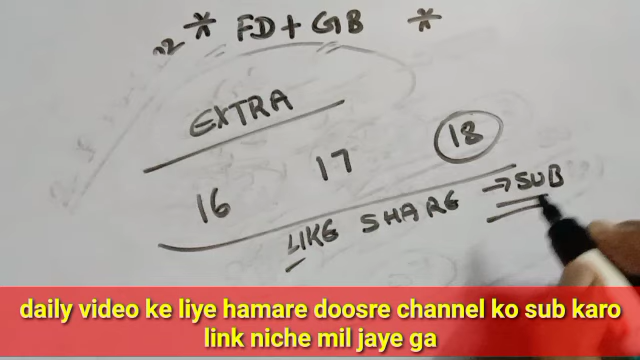 * FD + GB *
EXTRA
16 17 18
LIKE SHARE → SUB
daily video ke liye hamare doosre channel ko sub karo
link niche mil jaye ga